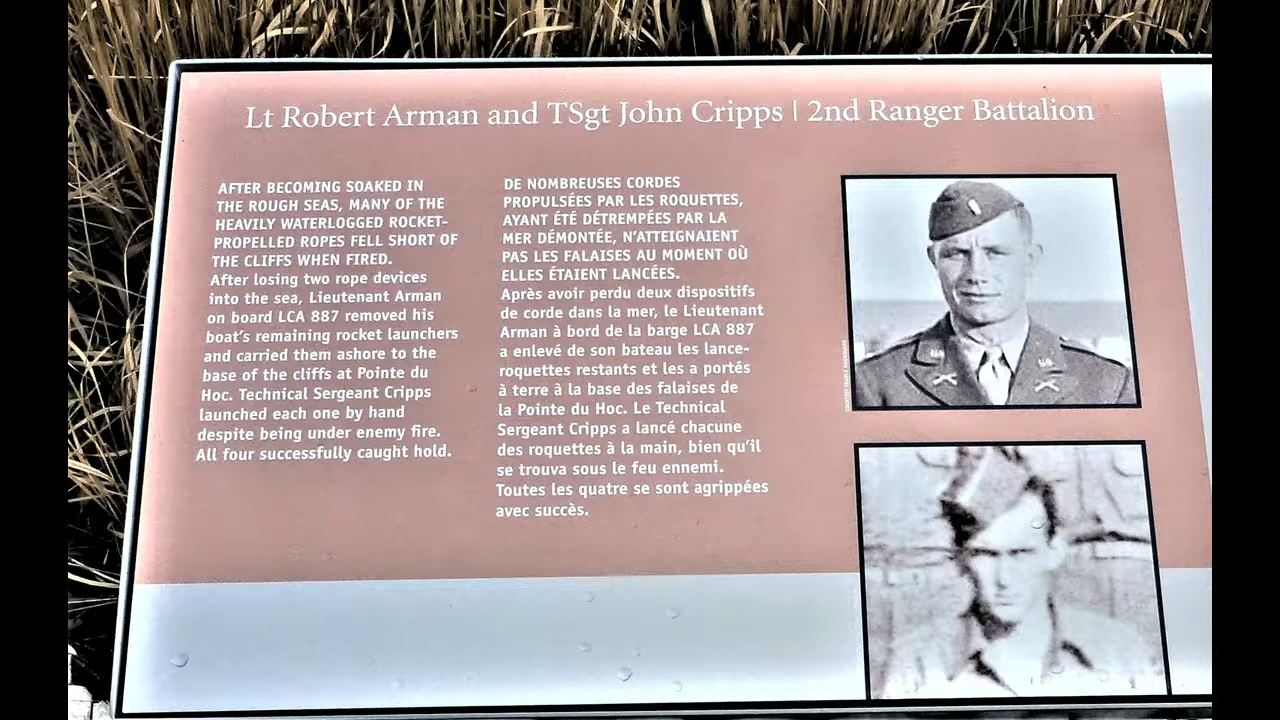 Lt Robert Arman and TSgt John Cripps | 2nd Ranger Battalion
AFTER BECOMING SOAKED IN
THE ROUGH SEAS, MANY OF THE
HEAVILY WATERLOGGED ROCKET-
PROPELLED ROPES FELL SHORT OF
THE CLIFFS WHEN FIRED.
After losing two rope devices
into the sea, Lieutenant Arman
on board LCA 887 removed his
boat's remaining rocket launchers
and carried them ashore to the
base of the cliffs at Pointe du
Hoc. Technical Sergeant Cripps
launched each one by hand
despite being under enemy fire.
All four successfully caught hold.
DE NOMBREUSES CORDES
PROPULSÉES PAR LES ROQUETTES,
AYANT ÉTÉ DÉTREMPÉES PAR LA
MER DÉMONTÉE, N'ATTEIGNAIENT
PAS LES FALAISES AU MOMENT OÙ
ELLES ÉTAIENT LANCÉES.
Après avoir perdu deux dispositifs
de corde dans la mer, le Lieutenant
Arman à bord de la barge LCA 887
a enlevé de son bateau les lance-
roquettes restants et les a portés
à terre à la base des falaises de
la Pointe du Hoc. Le Technical
Sergeant Cripps a lancé chacune
des roquettes à la main, bien qu'il
se trouva sous le feu ennemi.
Toutes les quatre se sont agrippées
avec succès.